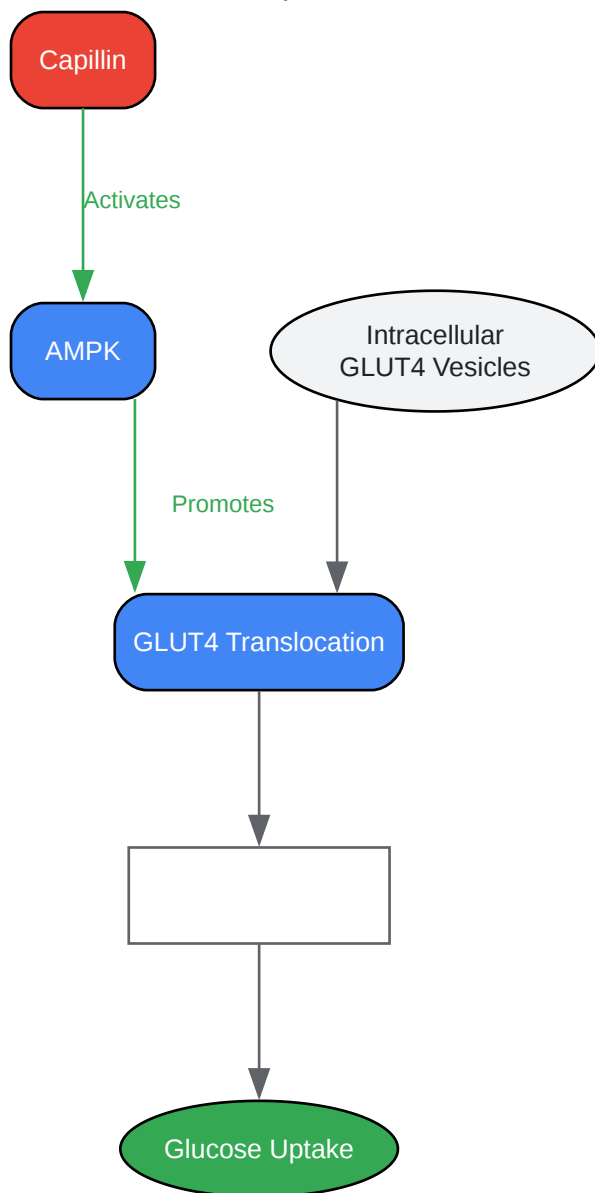 Capillin
Activates
AMPK
Intracellular
GLUT4 Vesicles
Promotes
GLUT4 Translocation
Glucose Uptake